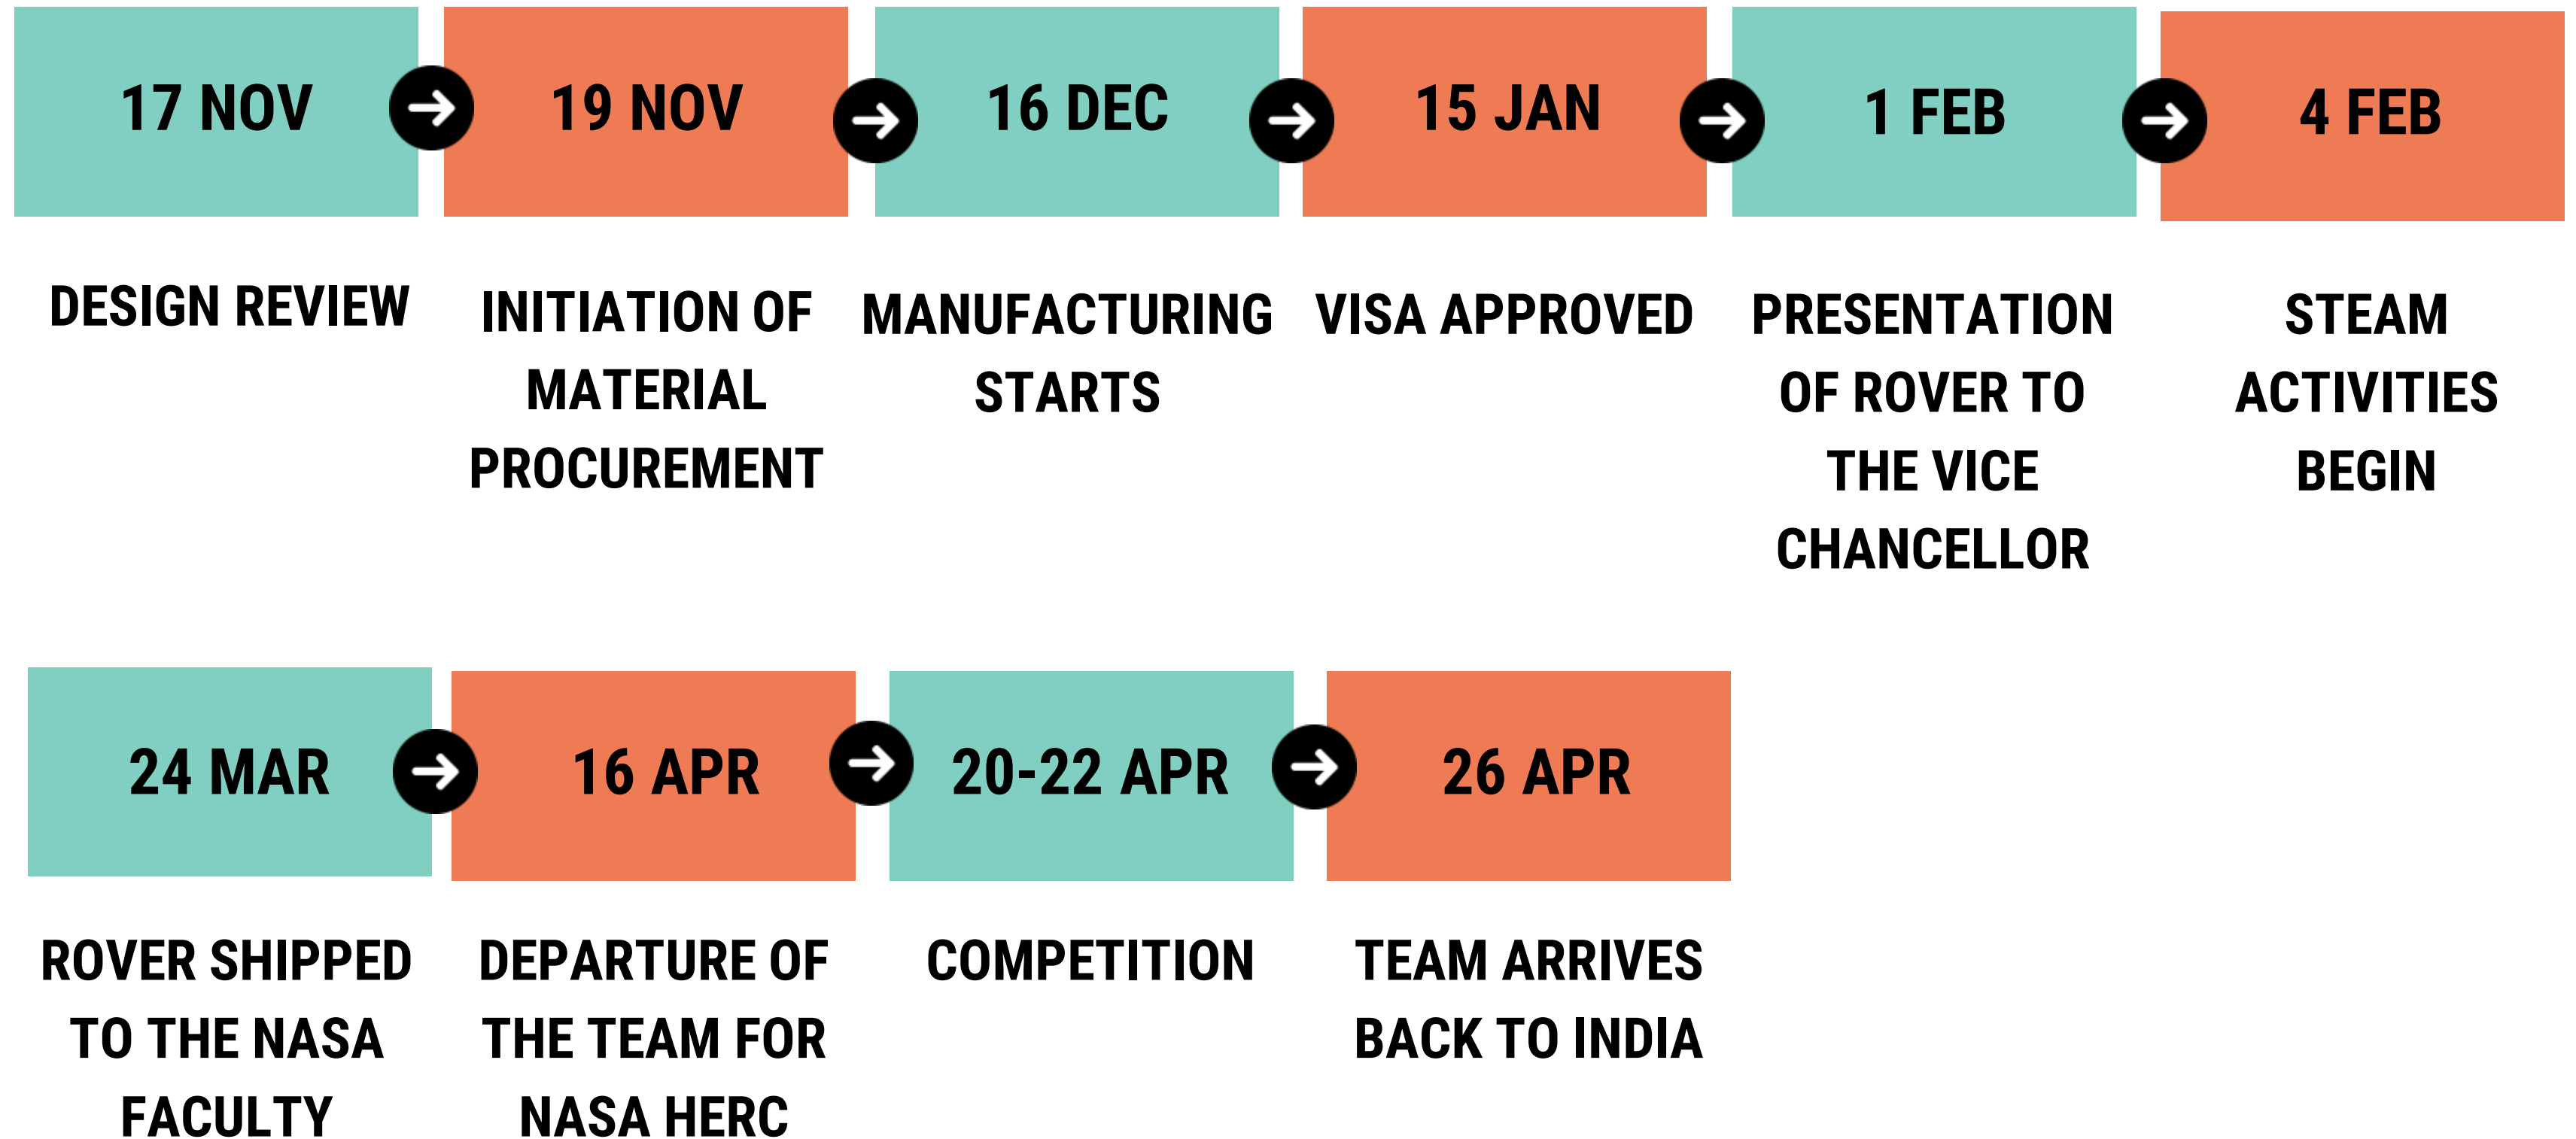 17 NOV
19 NOV
16 DEC
15 JAN
1 FEB
4 FEB
DESIGN REVIEW
INITIATION OF
MATERIAL
PROCUREMENT
MANUFACTURING
STARTS
VISA APPROVED
PRESENTATION
OF ROVER TO
THE VICE
CHANCELLOR
STEAM
ACTIVITIES
BEGIN
24 MAR
16 APR
20-22 APR
26 APR
ROVER SHIPPED
TO THE NASA
FACULTY
DEPARTURE OF
THE TEAM FOR
NASA HERC
COMPETITION
TEAM ARRIVES
BACK TO INDIA